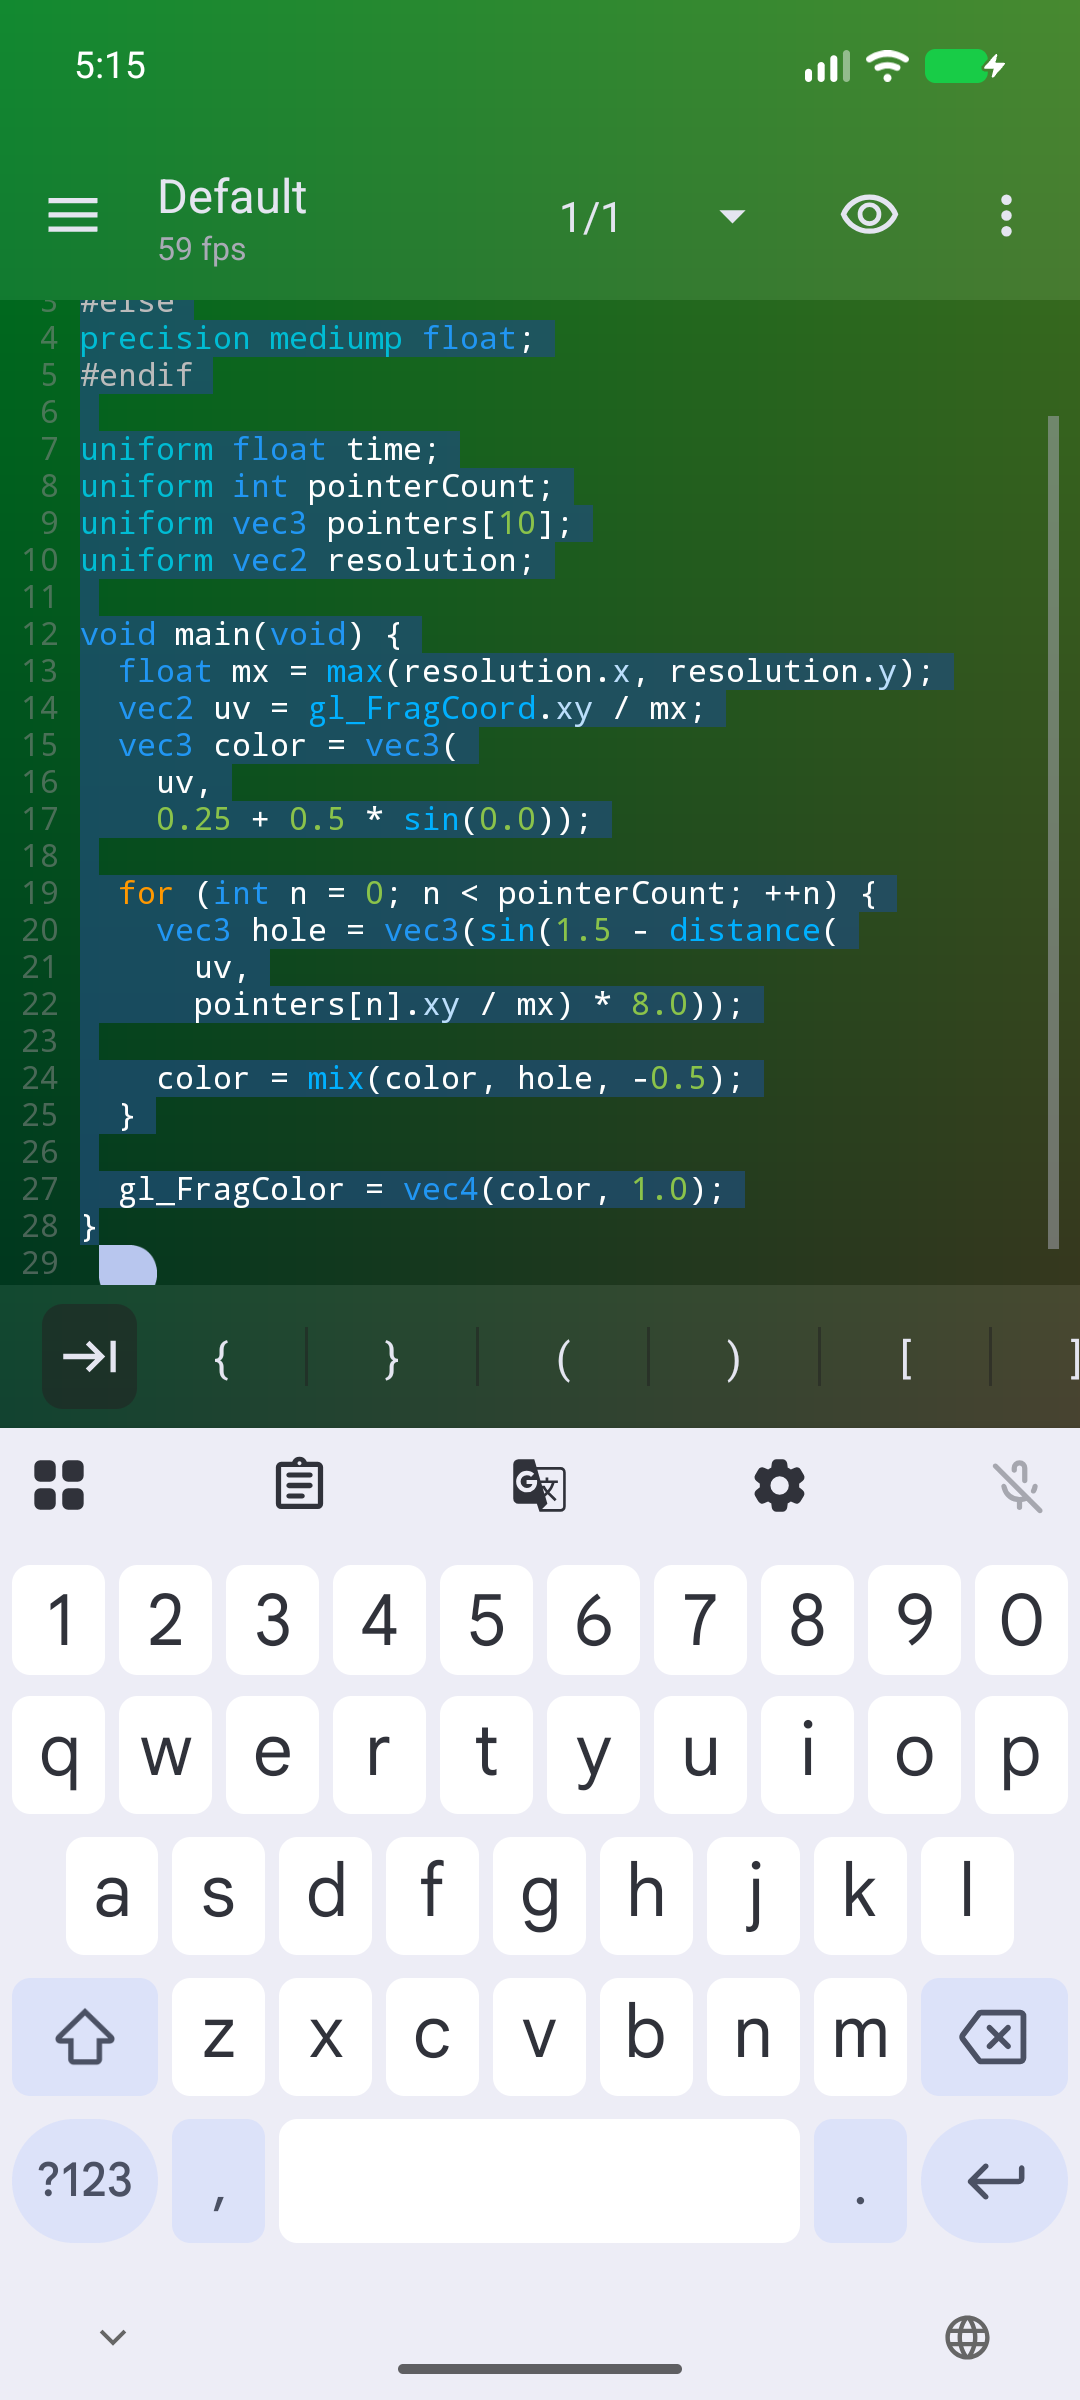 5:15
Default
59 fps
1/1
3 #else
4 precision mediump float;
5 #endif
6
7 uniform float time;
8 uniform int pointerCount;
9 uniform vec3 pointers[10];
10 uniform vec2 resolution;
11
12 void main(void) {
13 float mx = max(resolution.x, resolution.y);
14 vec2 uv = gl_FragCoord.xy / mx;
15 vec3 color = vec3(
16 uv,
17 0.25 + 0.5 * sin(0.0));
18
19 for (int n = 0; n < pointerCount; ++n) {
20 vec3 hole = vec3(sin(1.5 - distance(
21 uv,
22 pointers[n].xy / mx) * 8.0));
23
24 color = mix(color, hole, -0.5);
25 }
26
27 gl_FragColor = vec4(color, 1.0);
28 }
29
{ } ( ) [ ]
1 2 3 4 5 6 7 8 9 0
q w e r t y u i o p
a s d f g h j k l
z x c v b n m
?123 , .